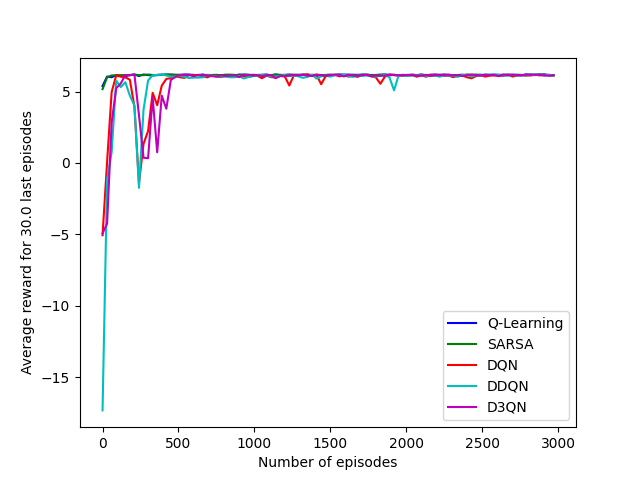 Average reward for 30.0 last episodes
5
0
−5
−10
−15
0 500 1000 1500 2000 2500 3000
Number of episodes
Q-Learning
SARSA
DQN
DDQN
D3QN